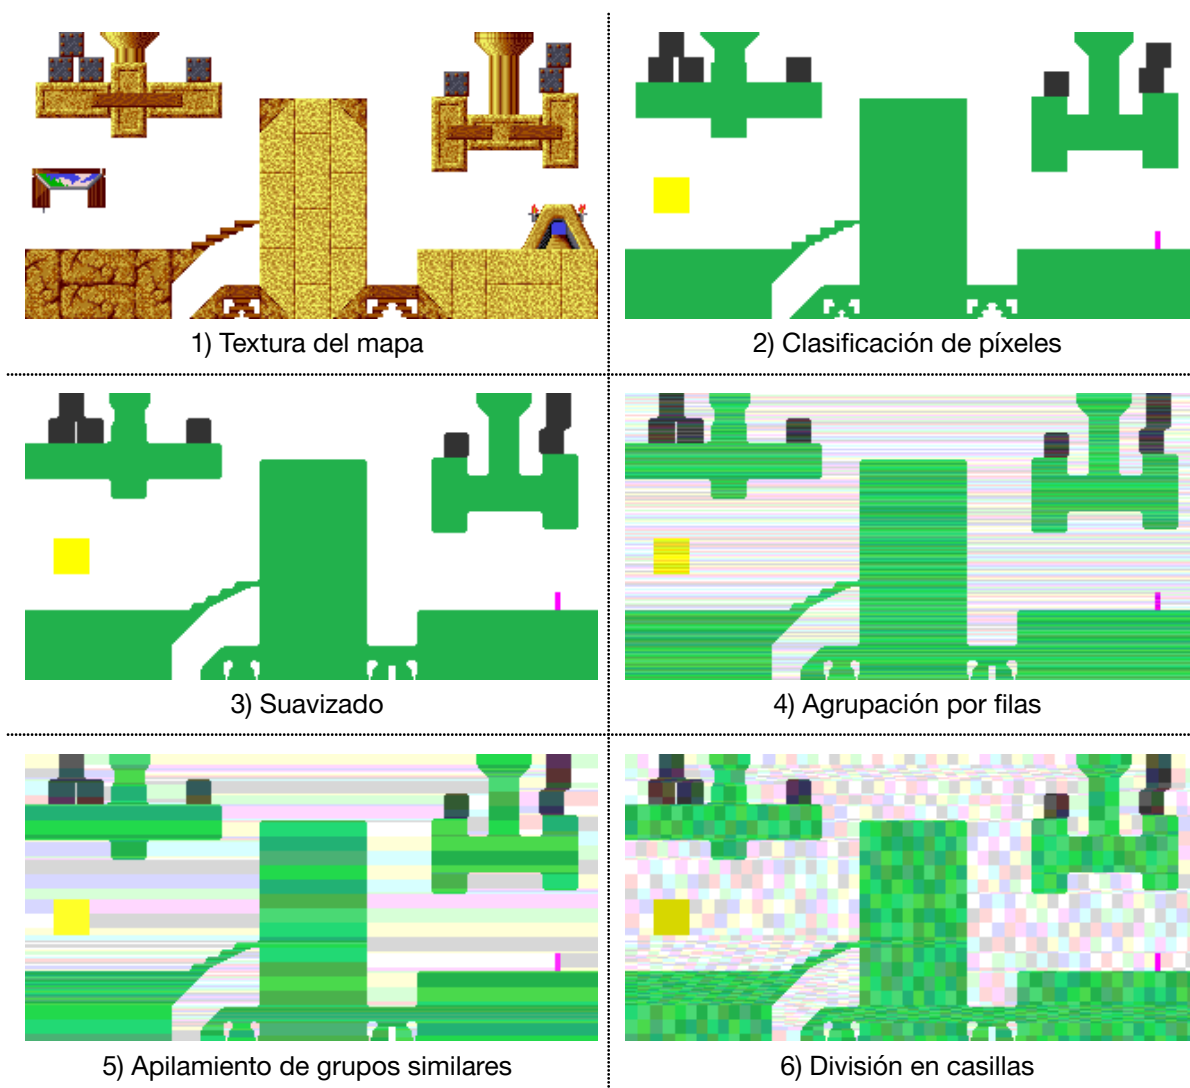 1) Textura del mapa
2) Clasificación de píxeles
3) Suavizado
4) Agrupación por filas
5) Apilamiento de grupos similares
6) División en casillas